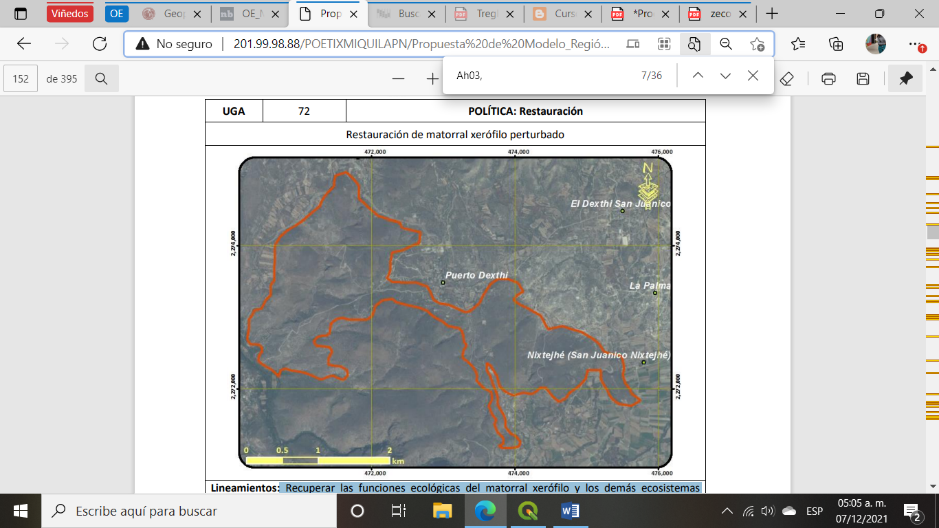 Viñedos
OE
Geop
OE_N
Prop
Busc
Tregl
Curs
*Pro
zeco
No seguro
201.99.98.88/POETIXMIQUILAPN/Propuesta%20de%20Modelo_Regió...
152
de 395
Ah03,
7/36
UGA
72
POLÍTICA: Restauración
Restauración de matorral xerófilo perturbado
472,000
474,000
476,000
N
El Dexthi San Juanico
2,274,000
2,274,000
Puerto Dexthi
La Palma
Nixtejhé (San Juanico Nixtejhé)
2,272,000
2,272,000
0 0.5 1 2
km
472,000
474,000
476,000
Lineamientos: Recuperar las funciones ecológicas del matorral xerófilo y los demás ecosistemas
Escribe aquí para buscar
ESP
05:05 a. m.
07/12/2021
2